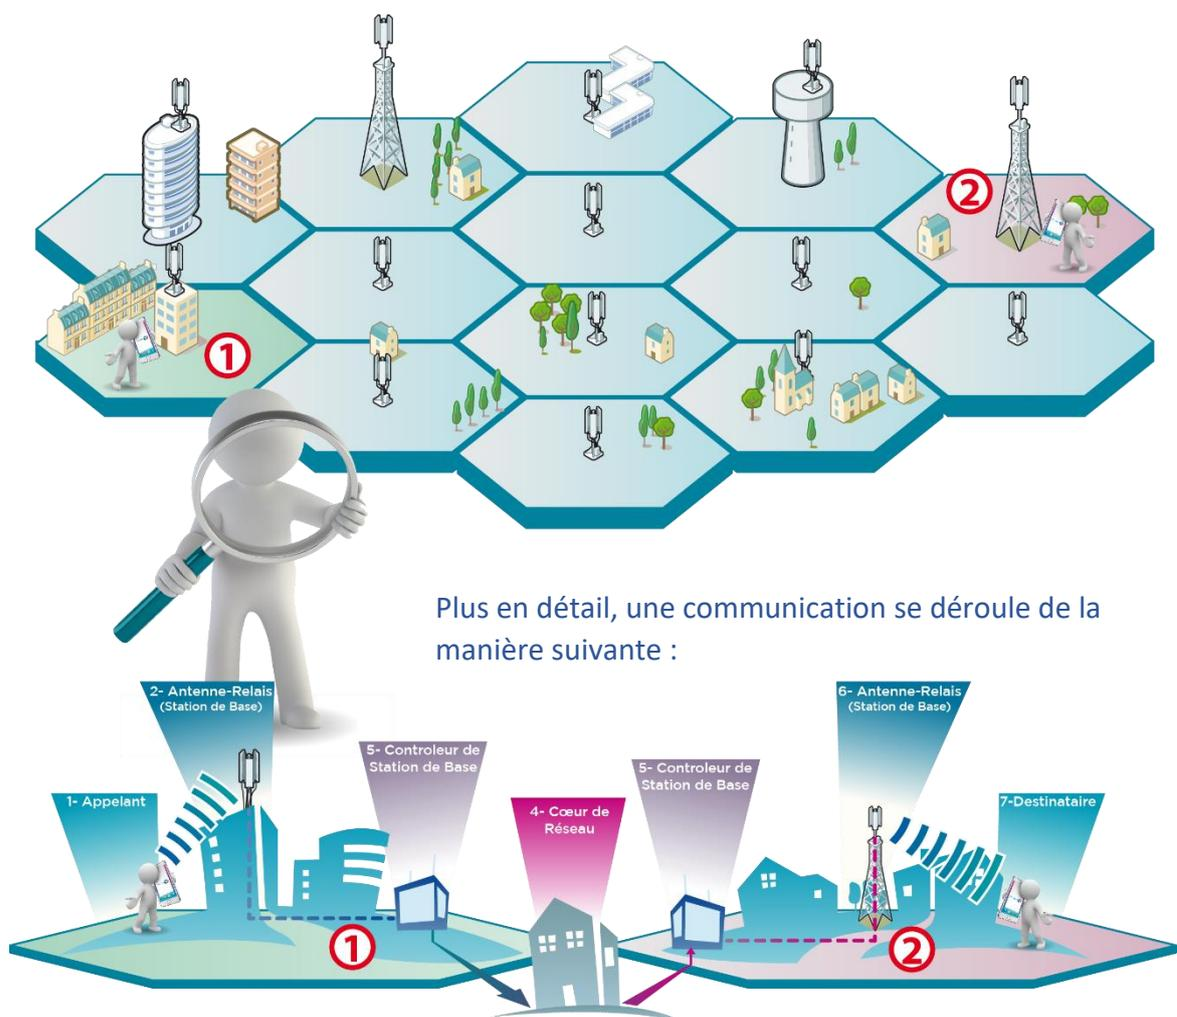 2
1
Plus en détail, une communication se déroule de la
manière suivante :
2- Antenne-Relais
(Station de Base)
6- Antenne-Relais
(Station de Base)
5- Controleur de
Station de Base
5- Controleur de
Station de Base
1- Appelant
4- Cœur de
Réseau
7-Destinataire
1
2